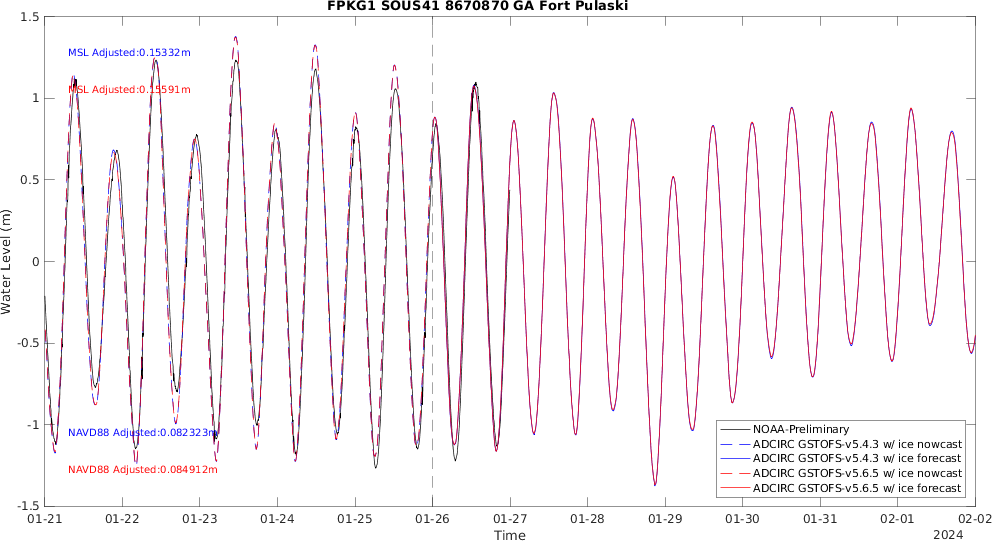 FPKG1 SOUS41 8670870 GA Fort Pulaski
1.5
1
0.5
0
-0.5
-1
-1.5
Water Level (m)
MSL Adjusted:0.15332m
MSL Adjusted:0.15591m
NAVD88 Adjusted:0.082323m
NAVD88 Adjusted:0.084912m
NOAA-Preliminary
ADCIRC GSTOFS-v5.4.3 w/ ice nowcast
ADCIRC GSTOFS-v5.4.3 w/ ice forecast
ADCIRC GSTOFS-v5.6.5 w/ ice nowcast
ADCIRC GSTOFS-v5.6.5 w/ ice forecast
01-21 01-22 01-23 01-24 01-25 01-26 01-27 01-28 01-29 01-30 01-31 02-01 02-02
Time
2024